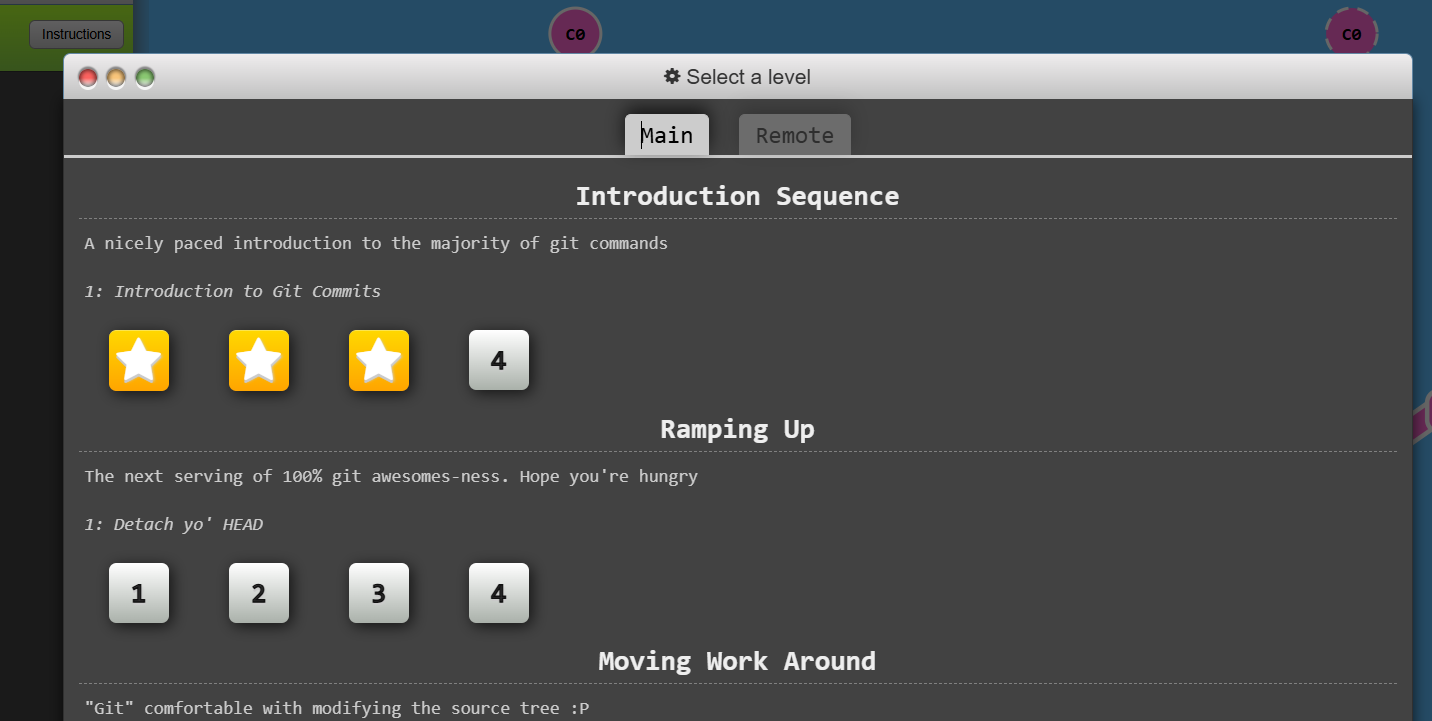 Instructions
C0
C0
Select a level
Main
Remote
Introduction Sequence
A nicely paced introduction to the majority of git commands
1: Introduction to Git Commits
4
Ramping Up
The next serving of 100% git awesomes-ness. Hope you're hungry
1: Detach yo' HEAD
1
2
3
4
Moving Work Around
"Git" comfortable with modifying the source tree :P